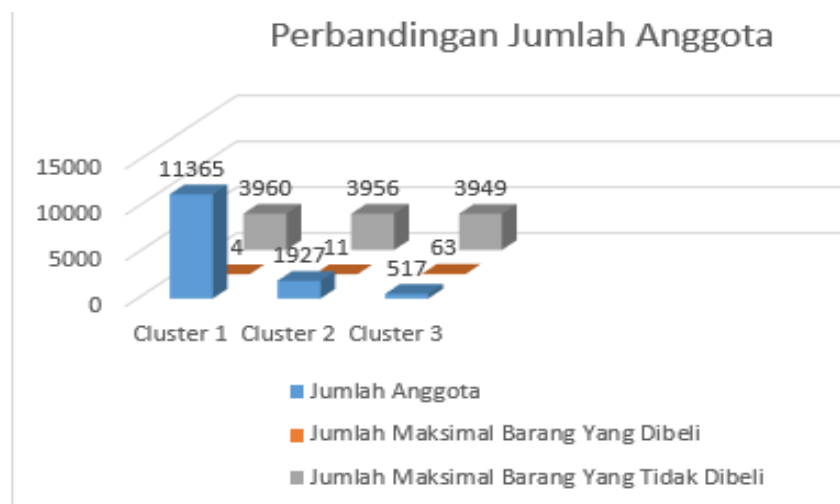 Perbandingan Jumlah Anggota
15000
10000
5000
0
11365
3960
3956
3949
4
1927
11
517
63
Cluster 1
Cluster 2
Cluster 3
Jumlah Anggota
Jumlah Maksimal Barang Yang Dibeli
Jumlah Maksimal Barang Yang Tidak Dibeli